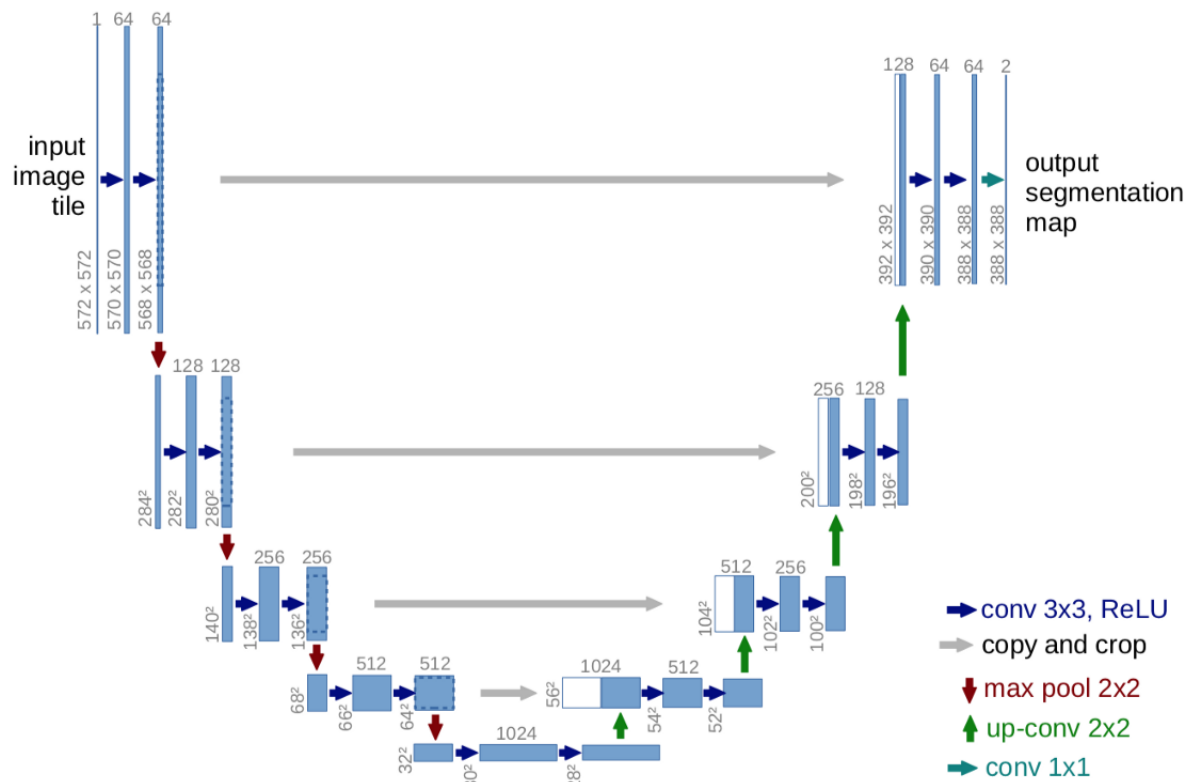 1 64 64
input
image
tile
572 x 572
570 x 570
568 x 568
128 64 64 2
output
segmentation
map
392 x 392
390 x 390
388 x 388
388 x 388
128 128
284²
282²
280²
256 128
200²
198²
196²
256 256
140²
138²
136²
512 256
104²
102²
100²
512 512
68²
66²
64²
1024 512
56²
54²
52²
1024
32²
conv 3x3, ReLU
copy and crop
max pool 2x2
up-conv 2x2
conv 1x1